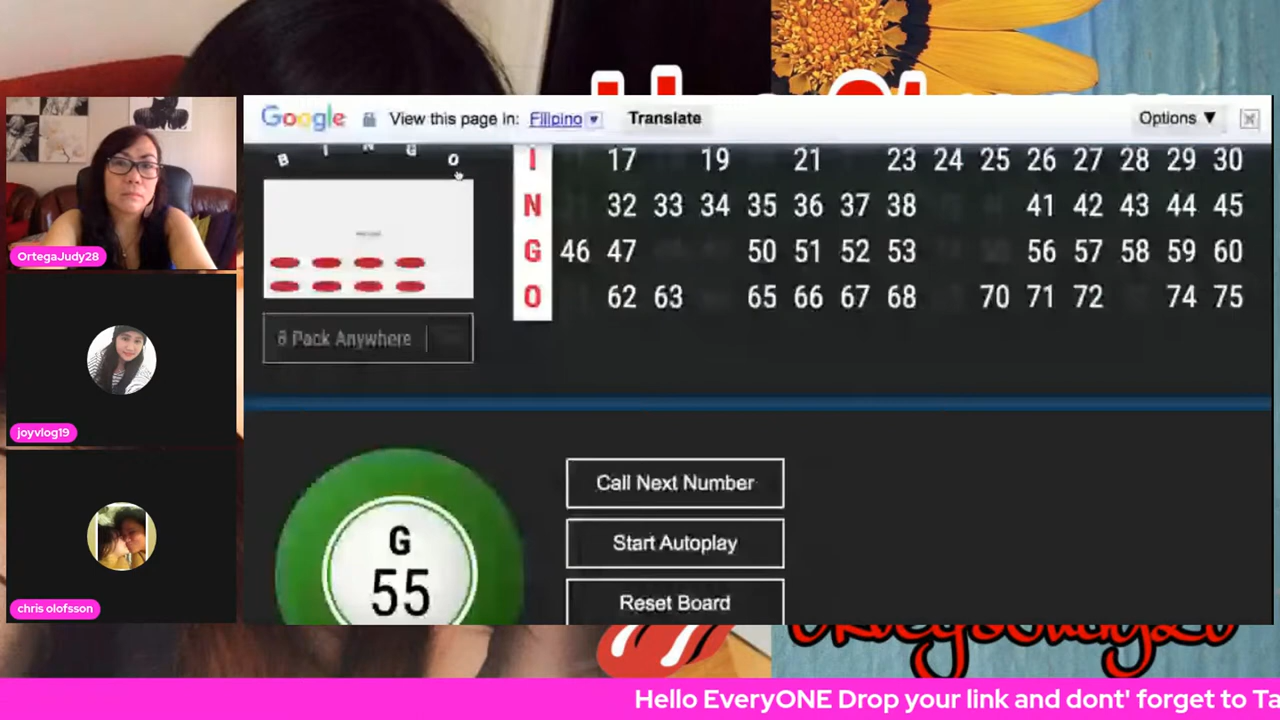 Google View this page in: Filipino Translate Options ▼
B I N G O
I 17 19 21 23 24 25 26 27 28 29 30
N 32 33 34 35 36 37 38 41 42 43 44 45
G 46 47 50 51 52 53 56 57 58 59 60
O 62 63 65 66 67 68 70 71 72 74 75
8 Pack Anywhere
G
55
Call Next Number
Start Autoplay
Reset Board
OrtegaJudy28
joyvlog19
chris olofsson
Hello EveryONE Drop your link and dont' forget to Ta